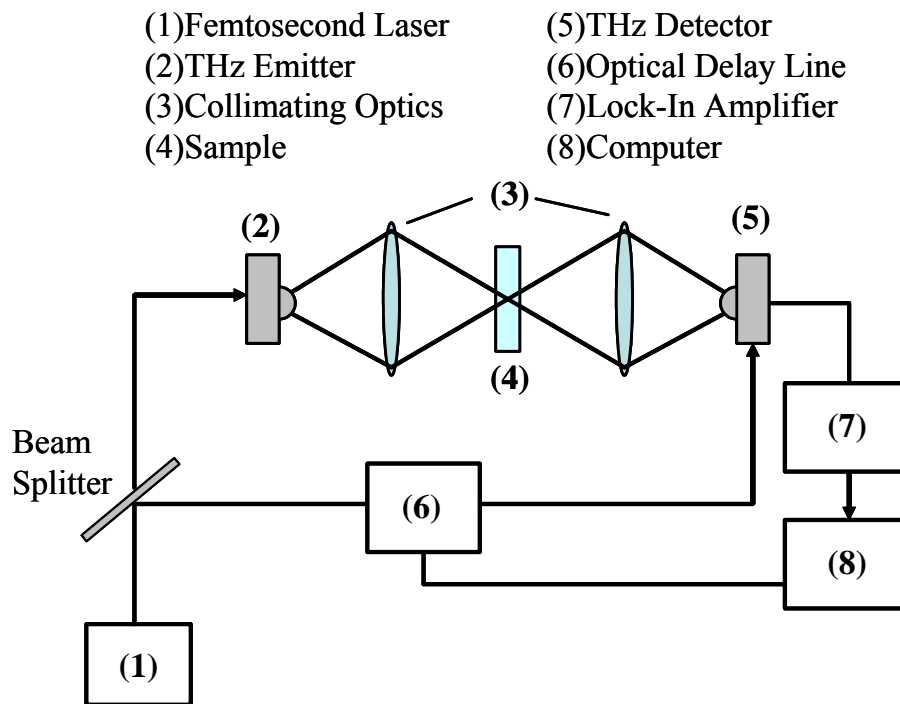 (1)Femtosecond Laser
(2)THz Emitter
(3)Collimating Optics
(4)Sample
(5)THz Detector
(6)Optical Delay Line
(7)Lock-In Amplifier
(8)Computer
(3)
(2)
(5)
(4)
(7)
Beam
Splitter
(6)
(8)
(1)